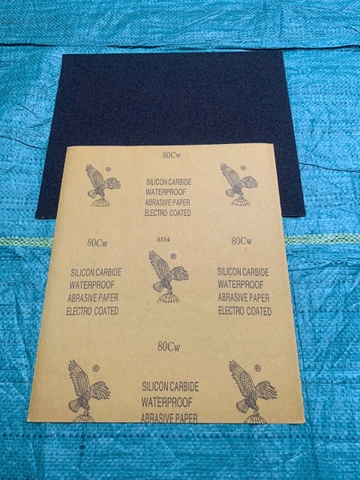 80Cw
®
®
SILICON CARBIDE
WATERPROOF
ABRASIVE PAPER
ELECTRO COATED
80Cw
8554
80Cw
®
SILICON CARBIDE
WATERPROOF
ABRASIVE PAPER
ELECTRO COATED
SILICON CARBIDE
WATERPROOF
ABRASIVE PAPER
ELECTRO COATED
80Cw
®
®
SILICON CARBIDE
WATERPROOF
ABRASIVE PAPER